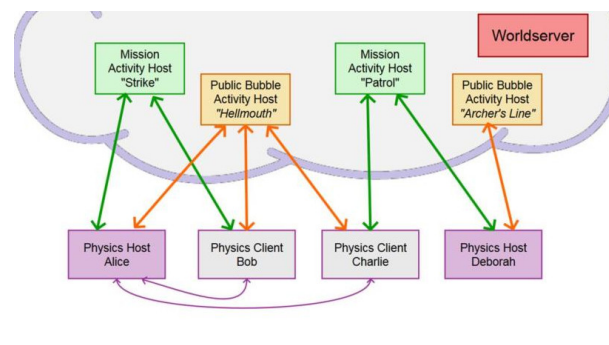 Worldserver
Mission
Activity Host
"Strike"
Public Bubble
Activity Host
"Hellmouth"
Mission
Activity Host
"Patrol"
Public Bubble
Activity Host
"Archer's Line"
Physics Host
Alice
Physics Client
Bob
Physics Client
Charlie
Physics Host
Deborah